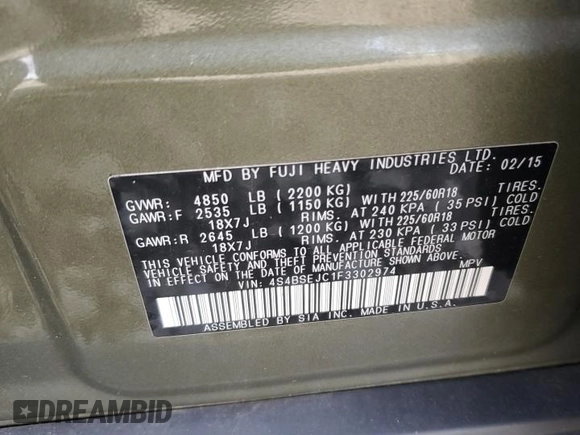 MFD BY FUJI HEAVY INDUSTRIES LTD.
DATE: 02/15
GVWR: 4850 LB (2200 KG)
GAWR:F 2535 LB (1150 KG) WITH 225/60R18 TIRES.
18X7J RIMS. AT 240 KPA (35 PSI) COLD
GAWR:R 2645 LB (1200 KG) WITH 225/60R18 TIRES.
18X7J RIMS. AT 230 KPA (33 PSI) COLD
THIS VEHICLE CONFORMS TO ALL APPLICABLE FEDERAL MOTOR
VEHICLE SAFETY AND THEFT PREVENTION STANDARDS
IN EFFECT ON THE DATE OF MANUFACTURE SHOWN ABOVE.
VIN: 4S4BSEJC1F3302974 MPV
ASSEMBLED BY SIA INC. MADE IN U.S.A.
DREAMBID